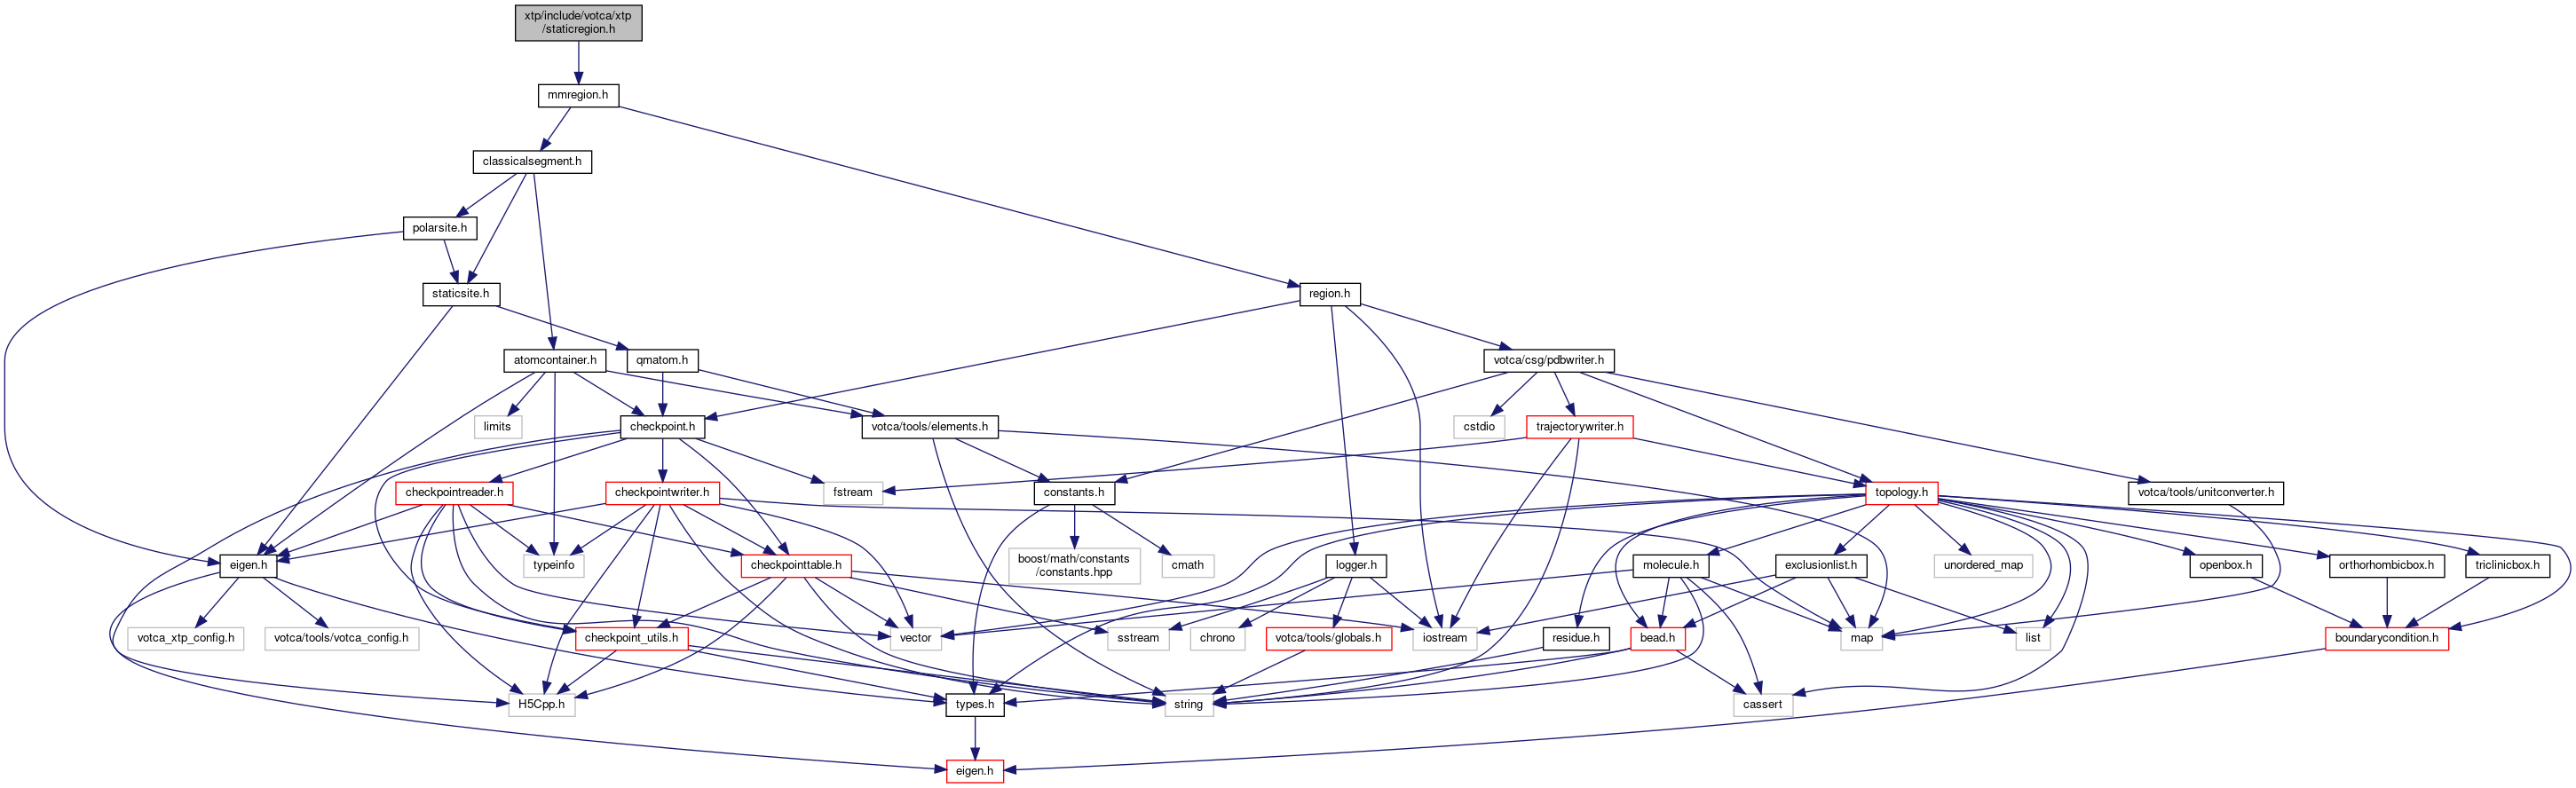 xtp/include/votca/xtp
/staticregion.h
mmregion.h
classicalsegment.h
polarsite.h
staticsite.h
region.h
atomcontainer.h
qmatom.h
votca/csg/pdbwriter.h
limits
checkpoint.h
votca/tools/elements.h
cstdio
trajectorywriter.h
checkpointreader.h
checkpointwriter.h
fstream
constants.h
topology.h
votca/tools/unitconverter.h
eigen.h
typeinfo
checkpointtable.h
boost/math/constants
/constants.hpp
cmath
logger.h
molecule.h
exclusionlist.h
unordered_map
openbox.h
orthorhombicbox.h
triclinicbox.h
votca_xtp_config.h
votca/tools/votca_config.h
checkpoint_utils.h
vector
sstream
chrono
votca/tools/globals.h
iostream
residue.h
bead.h
map
list
boundarycondition.h
H5Cpp.h
types.h
string
cassert
eigen.h